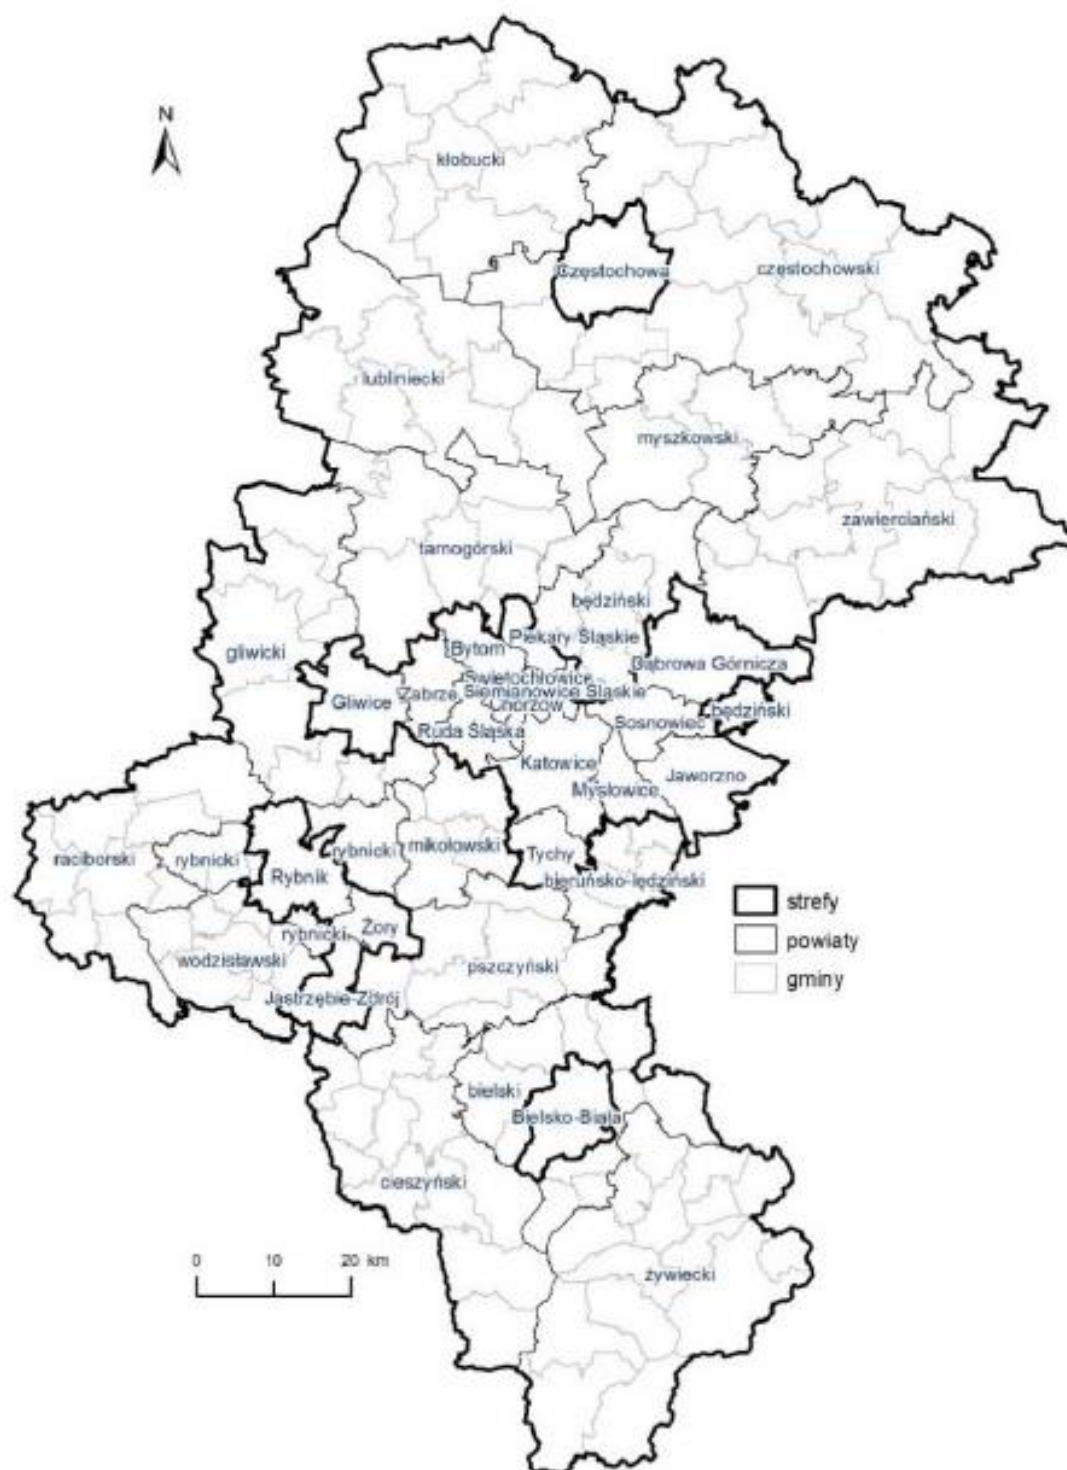 N
kłobucki
Częstochowa
częstochowski
lubliniecki
myszkowski
zawierciański
tarnogórski
będziński
Piekary Śląskie
Bytom
gliwicki
Dąbrowa Górnicza
Świętochłowice
Siemianowice Śląskie
Zabrze
Gliwice
Chorzów
będziński
Sosnowiec
Ruda Śląska
Katowice
Jaworzno
Mysłowice
raciborski
rybnicki
rybnicki
mikołowski
Tychy
Rybnik
bieruńsko-lędziński
strefy
rybnicki
Żory
powiaty
wodzisławski
pszczyński
gminy
Jastrzębie-Zdrój
bielski
Bielsko-Biała
cieszyński
0 10 20 km
żywiecki